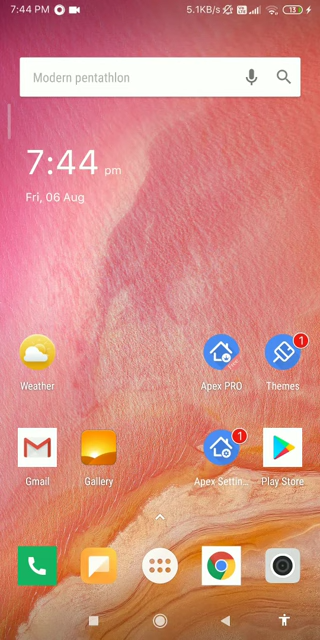 7:44 PM
5.1KB/s
13
Modern pentathlon
7:44 pm
Fri, 06 Aug
Weather
Apex PRO
1
Themes
Gmail
Gallery
1
Apex Settin...
Play Store